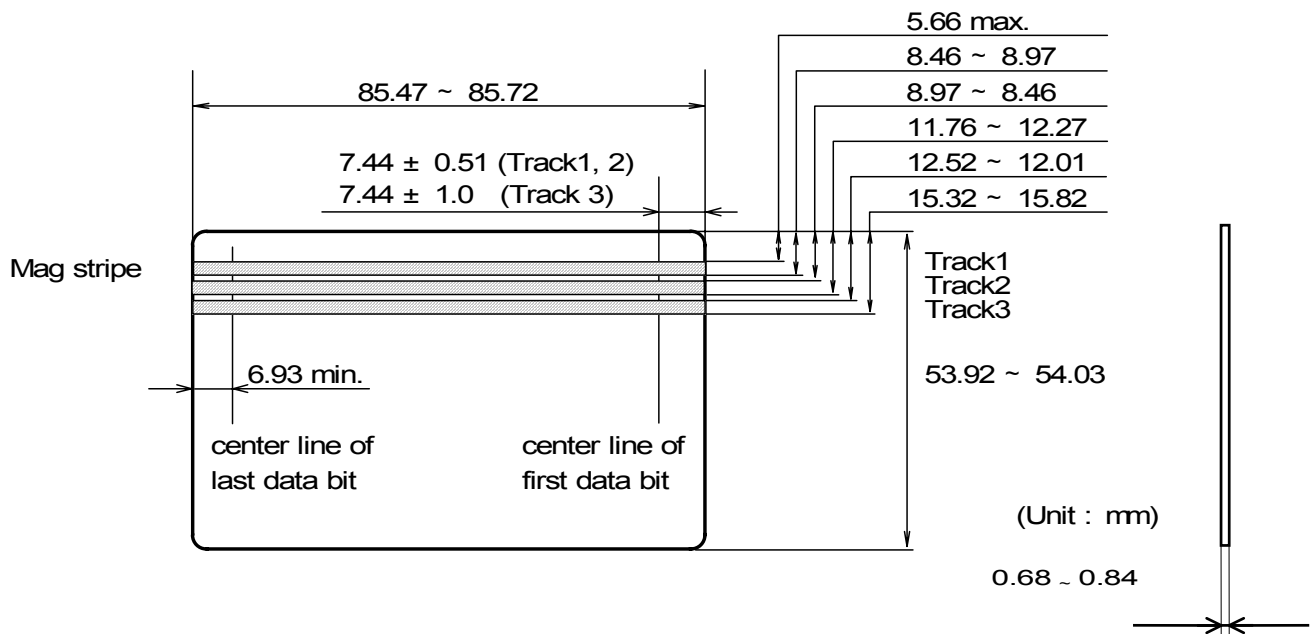 5.66 max.
8.46 ~ 8.97
85.47 ~ 85.72
8.97 ~ 8.46
11.76 ~ 12.27
7.44 ± 0.51 (Track1, 2)
12.52 ~ 12.01
7.44 ± 1.0 (Track 3)
15.32 ~ 15.82
Mag stripe
Track1
Track2
Track3
6.93 min.
53.92 ~ 54.03
center line of
last data bit
center line of
first data bit
(Unit : mm)
0.68 ~ 0.84